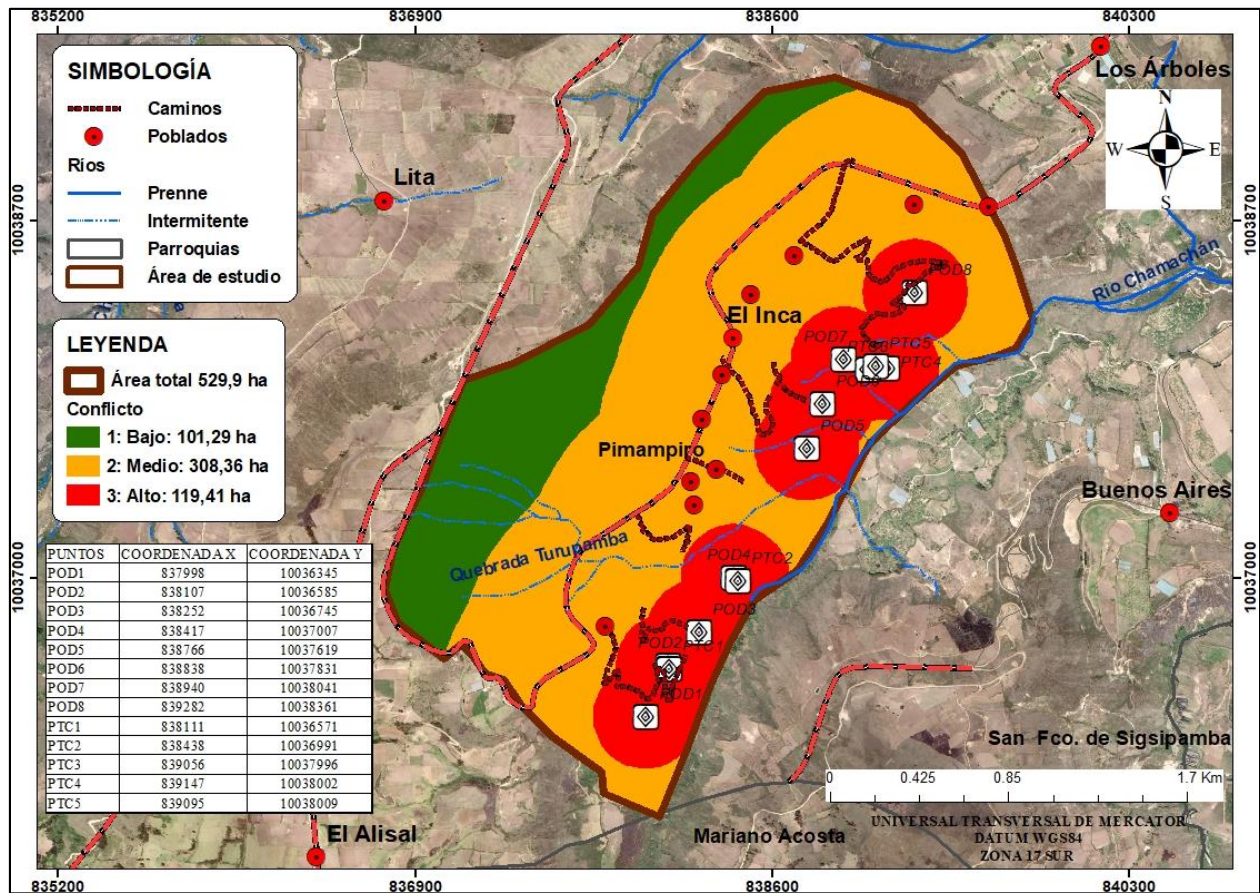 835200 836900 838600 840300
SIMBOLOGÍA
Caminos
Poblados
Ríos
Prenne
Intermitente
Parroquias
Área de estudio
LEYENDA
Área total 529,9 ha
Conflicto
1: Bajo: 101,29 ha
2: Medio: 308,36 ha
3: Alto: 119,41 ha
PUNTOS COORDENADA X COORDENADA Y
POD1 837998 10036345
POD2 838107 10036585
POD3 838252 10036745
POD4 838417 10037007
POD5 838766 10037619
POD6 838838 10037831
POD7 838940 10038041
POD8 839282 10038361
PTC1 838111 10036571
PTC2 838438 10036991
PTC3 839056 10037996
PTC4 839147 10038002
PTC5 839095 10038009
Los Árboles
N
W E
S
Lita
10038700
10038700
Río Chamachán
POD8
El Inca
POD7
PTC5
PTC4
POD5
Pimampiro
Buenos Aires
Quebrada Turupamba
10037000
10037000
POD4 PTC2
POD3
POD2 PTC1
POD1
San Fco. de Sigsipamba
0 0.425 0.85 1.7 Km
UNIVERSAL TRANSVERSAL DE MERCATOR
DATUM WGS84
ZONA 17 SUR
El Alisal
Mariano Acosta
835200 836900 838600 840300